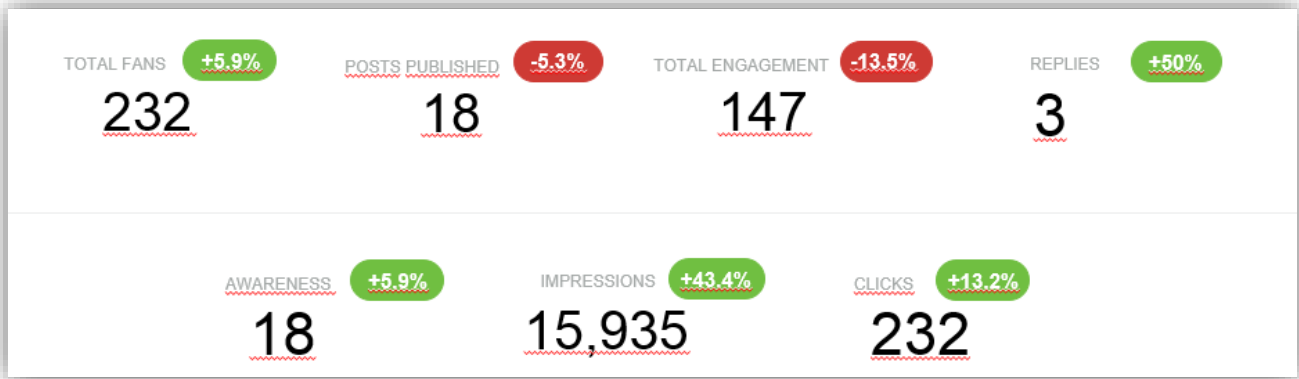 TOTAL FANS +5.9% POSTS PUBLISHED -5.3% TOTAL ENGAGEMENT -13.5% REPLIES +50%
232 18 147 3
AWARENESS +5.9% IMPRESSIONS +43.4% CLICKS +13.2%
18 15,935 232